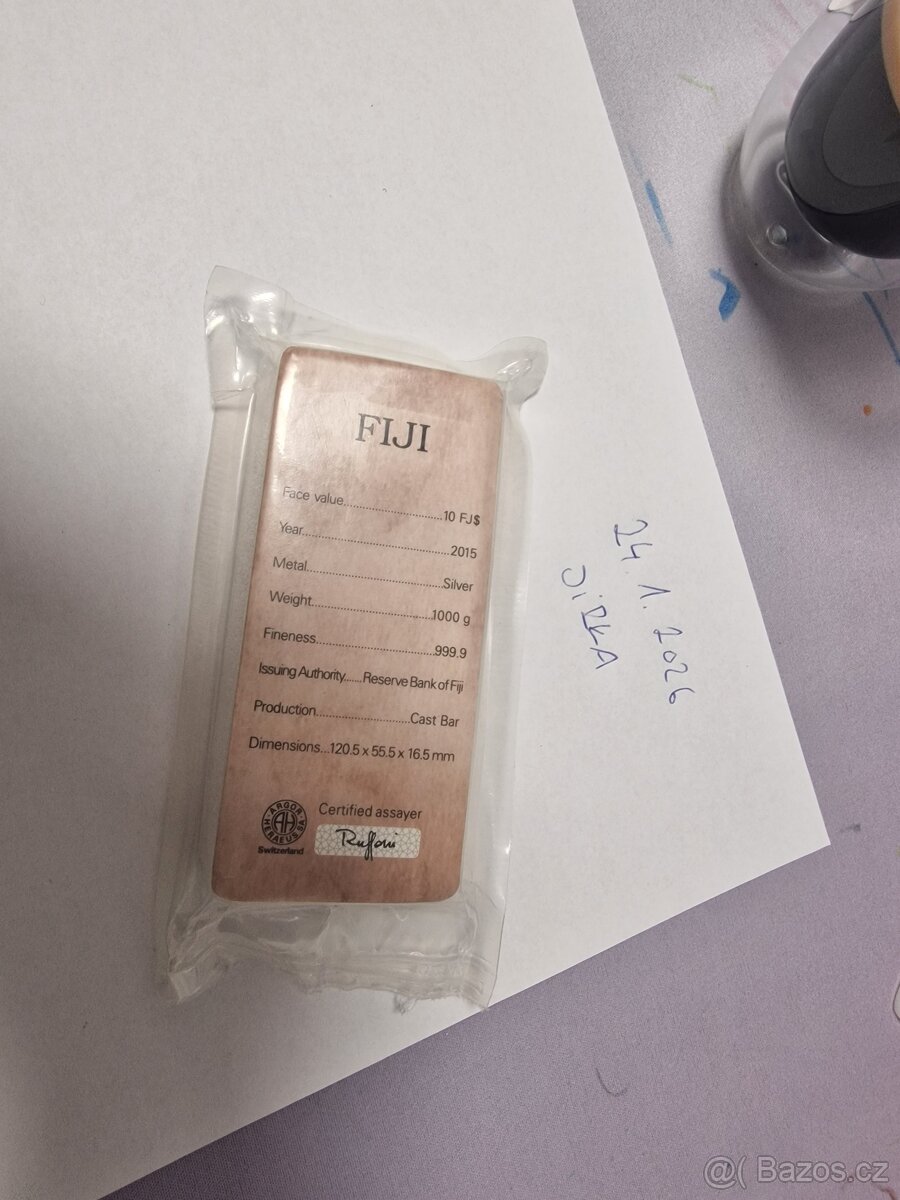 FIJI
Face value..............................10 FJ$
Year............................................2015
Metal.........................................Silver
Weight....................................1000 g
Fineness....................................999.9
Issuing Authority......Reserve Bank of Fiji
Production............................Cast Bar
Dimensions...120.5 x 55.5 x 16.5 mm
Certified assayer
ARGOR HERAEUS SA
AH
Switzerland
Ruffoni
24. 1. 2026
JIRKA
@( Bazos.cz